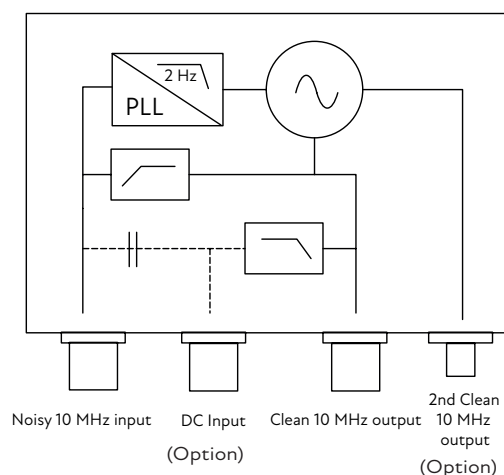 2 Hz
PLL
Noisy 10 MHz input
DC Input
(Option)
Clean 10 MHz output
2nd Clean
10 MHz
output
(Option)